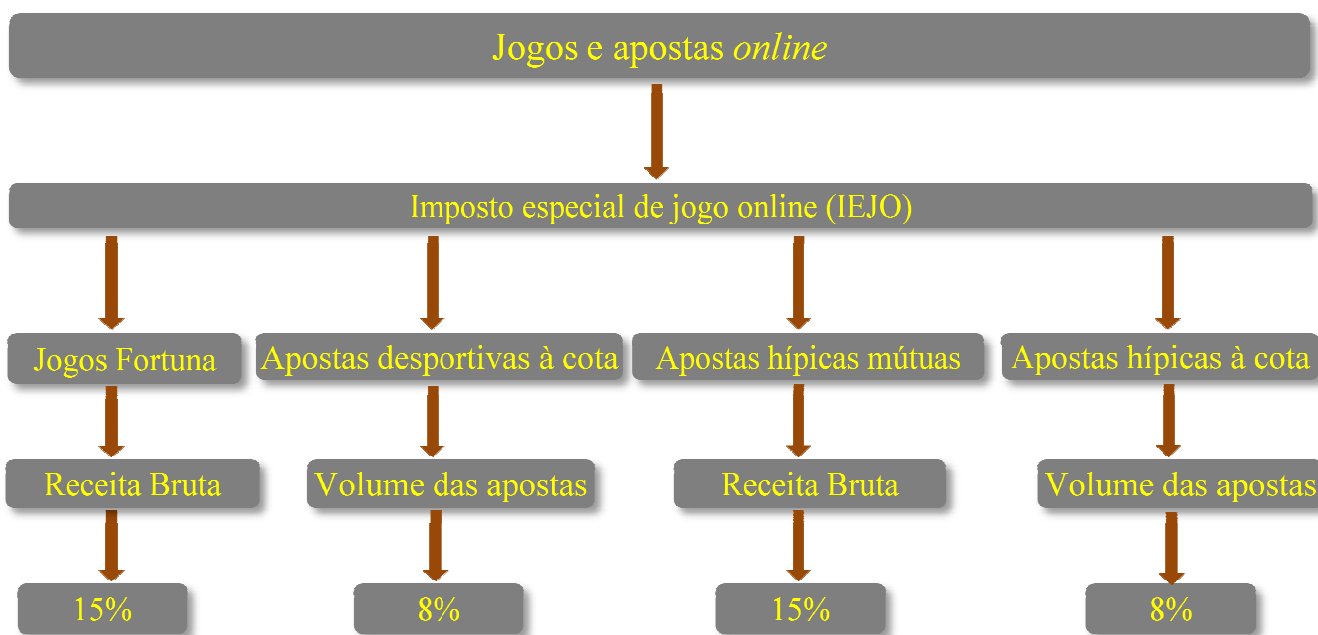 Jogos e apostas online
Imposto especial de jogo online (IEJO)
Jogos Fortuna
Apostas desportivas à cota
Apostas hípicas mútuas
Apostas hípicas à cota
Receita Bruta
Volume das apostas
Receita Bruta
Volume das apostas
15%
8%
15%
8%